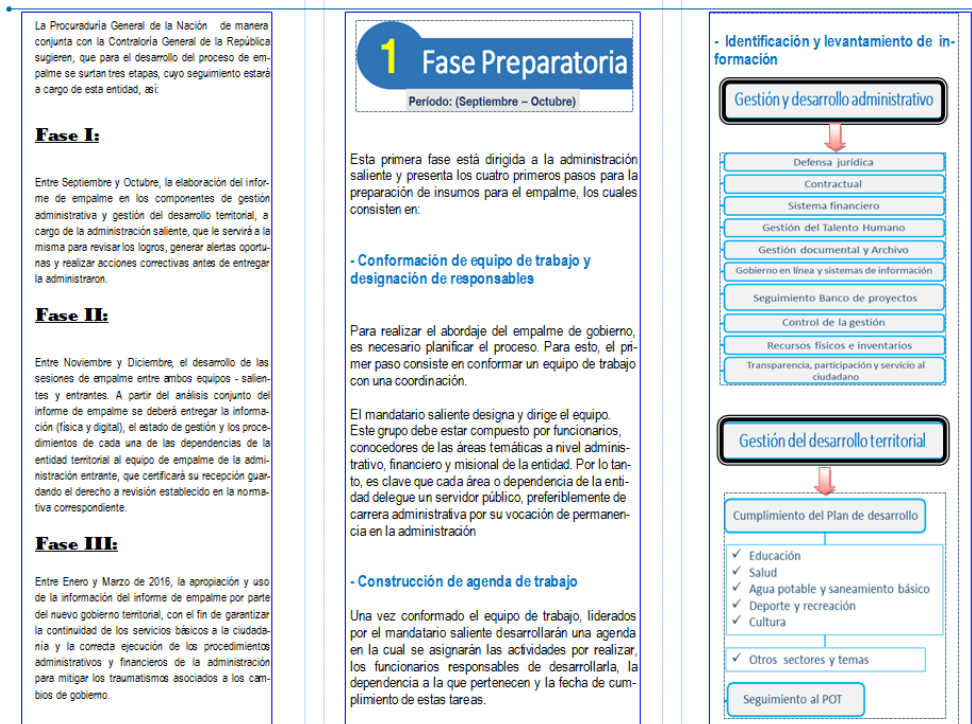 La Procuraduría General de la Nación de manera
conjunta con la Contraloría General de la República
sugieren, que para el desarrollo del proceso de em-
palme se surtan tres etapas, cuyo seguimiento estará
a cargo de esta entidad, así:
Fase I:
Entre Septiembre y Octubre, la elaboración del infor-
me de empalme en los componentes de gestión
administrativa y gestión del desarrollo territorial, a
cargo de la administración saliente, que le servirá a la
misma para revisar los logros, generar alertas oportu-
nas y realizar acciones correctivas antes de entregar
la administraron.
Fase II:
Entre Noviembre y Diciembre, el desarrollo de las
sesiones de empalme entre ambos equipos - salien-
tes y entrantes. A partir del análisis conjunto del
informe de empalme se deberá entregar la informa-
ción (física y digital), el estado de gestión y los proce-
dimientos de cada una de las dependencias de la
entidad territorial al equipo de empalme de la admi-
nistración entrante, que certificará su recepción guar-
dando el derecho a revisión establecido en la norma-
tiva correspondiente.
Fase III:
Entre Enero y Marzo de 2016, la apropiación y uso
de la información del informe de empalme por parte
del nuevo gobierno territorial, con el fin de garantizar
la continuidad de los servicios básicos a la ciudada-
nía y la correcta ejecución de los procedimientos
administrativos y financieros de la administración
para mitigar los traumatismos asociados a los cam-
bios de gobierno.
1 Fase Preparatoria
Período: (Septiembre – Octubre)
Esta primera fase está dirigida a la administración
saliente y presenta los cuatro primeros pasos para la
preparación de insumos para el empalme, los cuales
consisten en:
- Conformación de equipo de trabajo y
designación de responsables
Para realizar el abordaje del empalme de gobierno,
es necesario planificar el proceso. Para esto, el pri-
mer paso consiste en conformar un equipo de trabajo
con una coordinación.
El mandatario saliente designa y dirige el equipo.
Este grupo debe estar compuesto por funcionarios,
conocedores de las áreas temáticas a nivel adminis-
trativo, financiero y misional de la entidad. Por lo tan-
to, es clave que cada área o dependencia de la enti-
dad delegue un servidor público, preferiblemente de
carrera administrativa por su vocación de permanen-
cia en la administración
- Construcción de agenda de trabajo
Una vez conformado el equipo de trabajo, liderados
por el mandatario saliente desarrollarán una agenda
en la cual se asignarán las actividades por realizar,
los funcionarios responsables de desarrollarla, la
dependencia a la que pertenecen y la fecha de cum-
plimiento de estas tareas.
- Identificación y levantamiento de in-
formación
Gestión y desarrollo administrativo
Defensa jurídica
Contractual
Sistema financiero
Gestión del Talento Humano
Gestión documental y Archivo
Gobierno en línea y sistemas de información
Seguimiento Banco de proyectos
Control de la gestión
Recursos físicos e inventarios
Transparencia, participación y servicio al
ciudadano
Gestión del desarrollo territorial
Cumplimiento del Plan de desarrollo
✓ Educación
✓ Salud
✓ Agua potable y saneamiento básico
✓ Deporte y recreación
✓ Cultura
✓ Otros sectores y temas
Seguimiento al POT